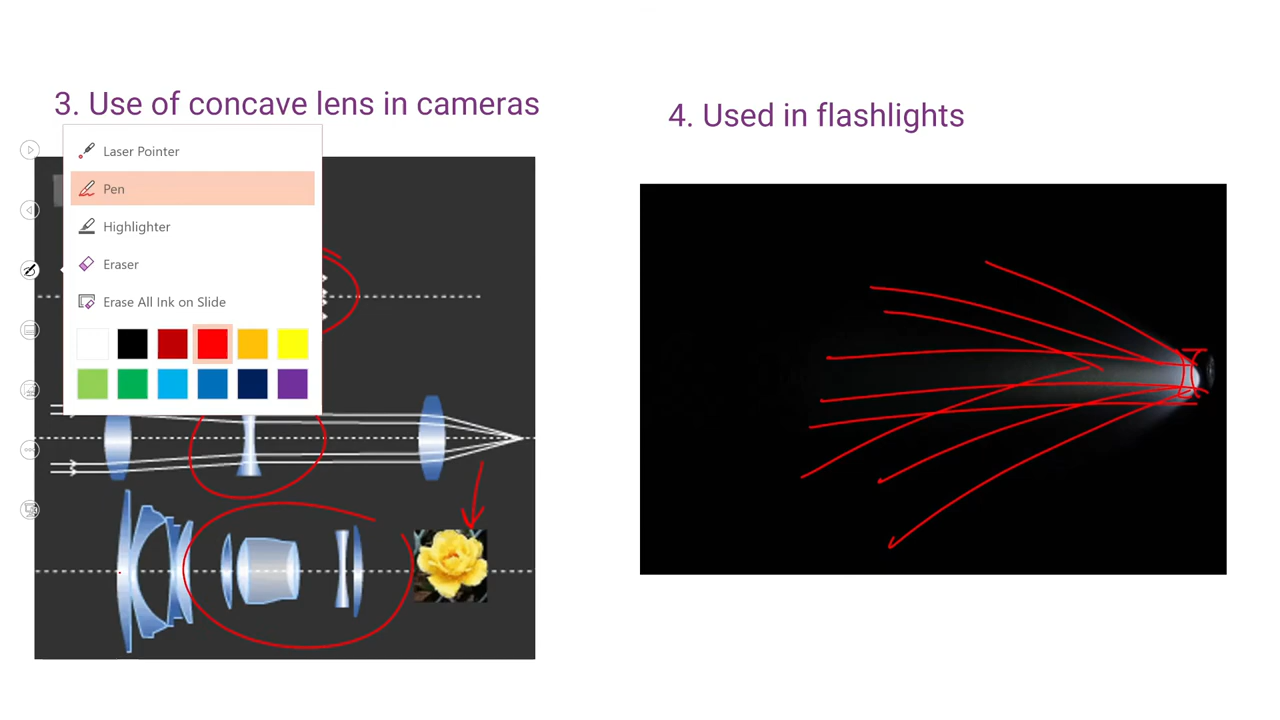 3. Use of concave lens in cameras
4. Used in flashlights
Laser Pointer
Pen
Highlighter
Eraser
Erase All Ink on Slide